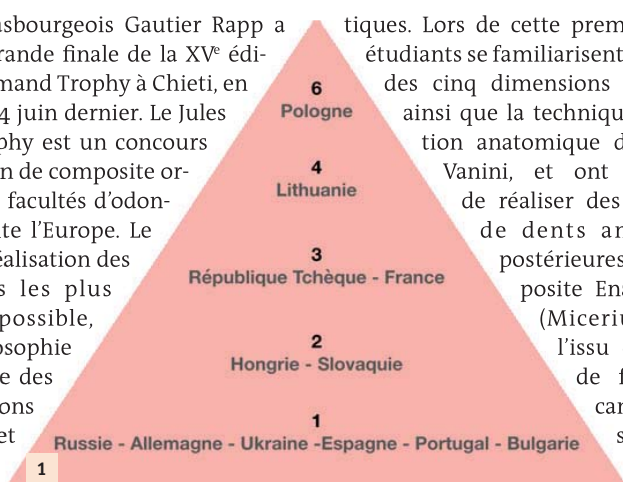 asbourgeois Gautier Rapp a
rande finale de la XVe édi-
mand Trophy à Chieti, en
4 juin dernier. Le Jules
phy est un concours
n de composite or-
facultés d’odon-
te l’Europe. Le
éalisation des
s les plus
possible,
osophie
e des
ons
et
tiques. Lors de cette prem
étudiants se familiarisent
des cinq dimensions
ainsi que la techniqu
tion anatomique d
Vanini, et ont
de réaliser des
de dents an
postérieures
posite Ena
(Miceriu
l’issu
de f
can
s
6
Pologne
4
Lithuanie
3
République Tchèque - France
2
Hongrie - Slovaquie
1
Russie - Allemagne - Ukraine -Espagne - Portugal - Bulgarie
1